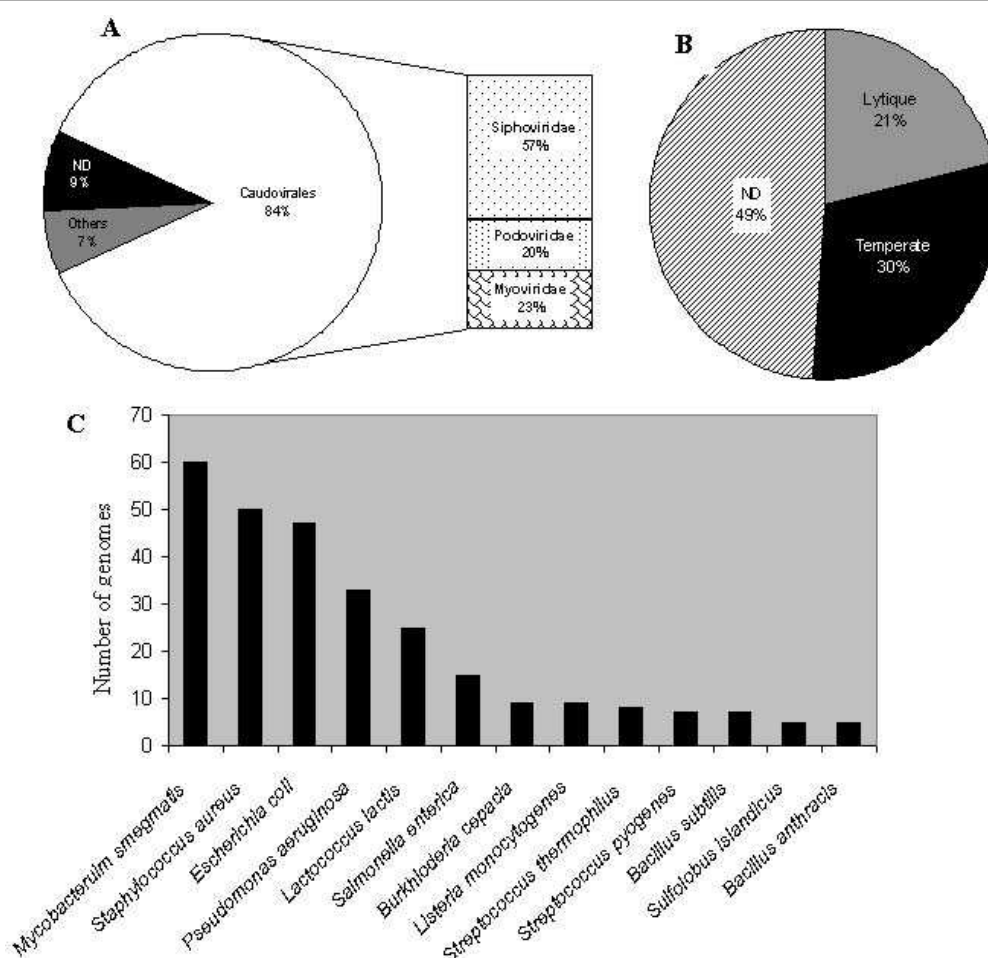 A
ND
9%
Others
7%
Caudovirales
84%
Siphoviridae
57%
Podoviridae
20%
Myoviridae
23%
B
Lytique
21%
ND
49%
Temperate
30%
C
Number of genomes
70
60
50
40
30
20
10
0
Mycobacteruim smegmatis
Staphylococcus aureus
Escherichia coli
Pseudomonas aeruginosa
Lactococcus lactis
Salmonella enterica
Burkhloderia cepacia
Listeria monocytogenes
Streptococcus thermophilus
Streptococcus pyogenes
Bacillus subtilis
Sulfolobus islandicus
Bacillus anthracis